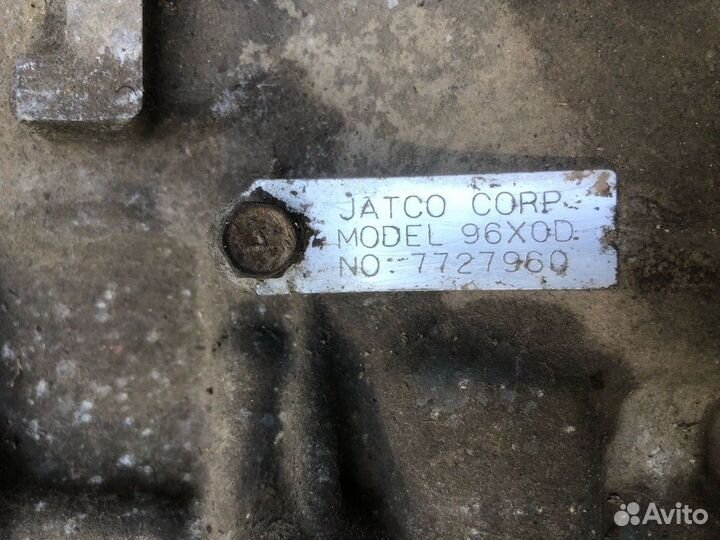 JATCO CORP.
MODEL 96X0D
NO 7727960
Avito